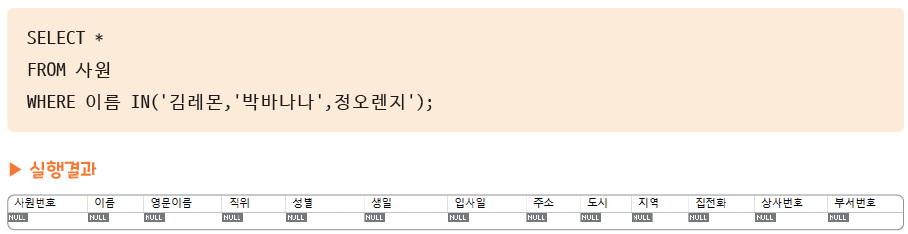 SELECT *
FROM 사원
WHERE 이름 IN('김레몬,'박바나나',정오렌지');
▶ 실행결과
사원번호 이름 영문이름 직위 성별 생일 입사일 주소 도시 지역 집전화 상사번호 부서번호
NULL NULL NULL NULL NULL NULL NULL NULL NULL NULL NULL NULL NULL